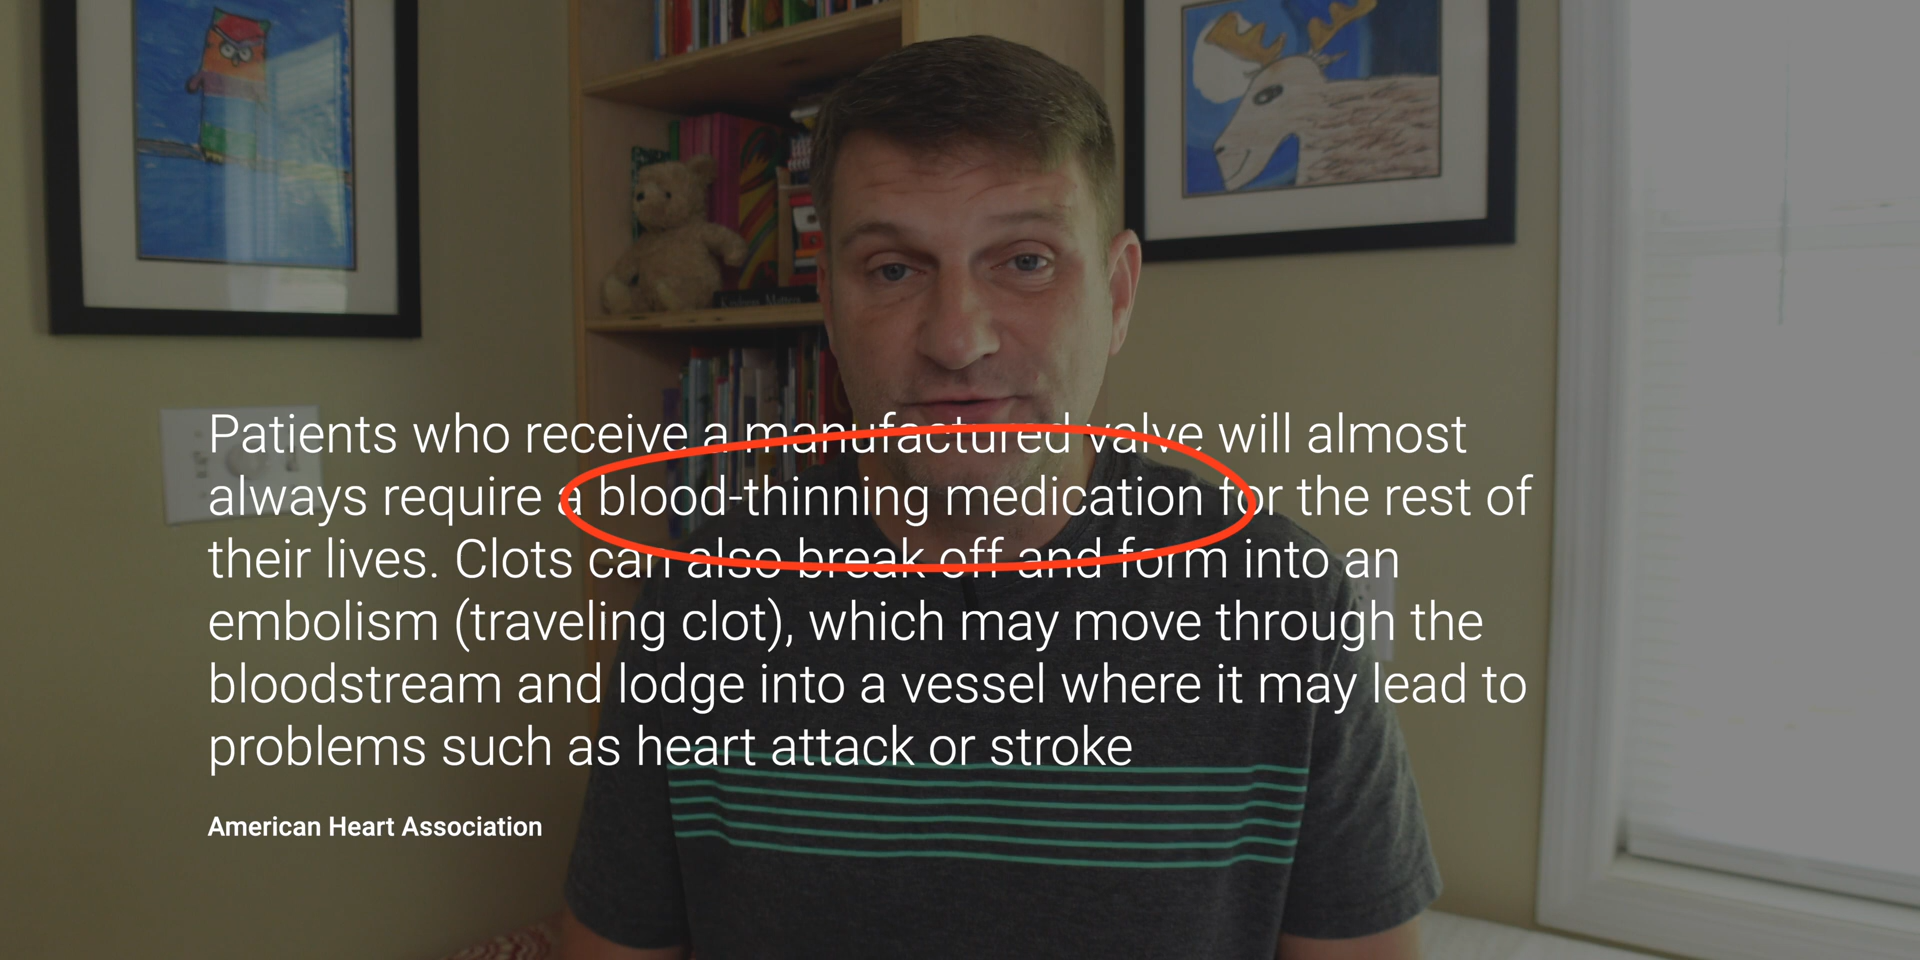 Patients who receive a manufactured valve will almost
always require a blood-thinning medication for the rest of
their lives. Clots can also break off and form into an
embolism (traveling clot), which may move through the
bloodstream and lodge into a vessel where it may lead to
problems such as heart attack or stroke
American Heart Association